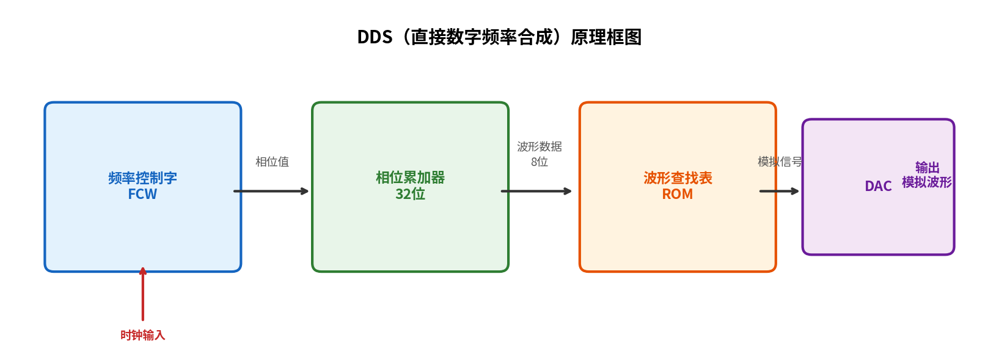 DDS（直接数字频率合成）原理框图
频率控制字
FCW
相位值
相位累加器
32位
波形数据
8位
波形查找表
ROM
模拟信号
DAC
输出
模拟波形
时钟输入